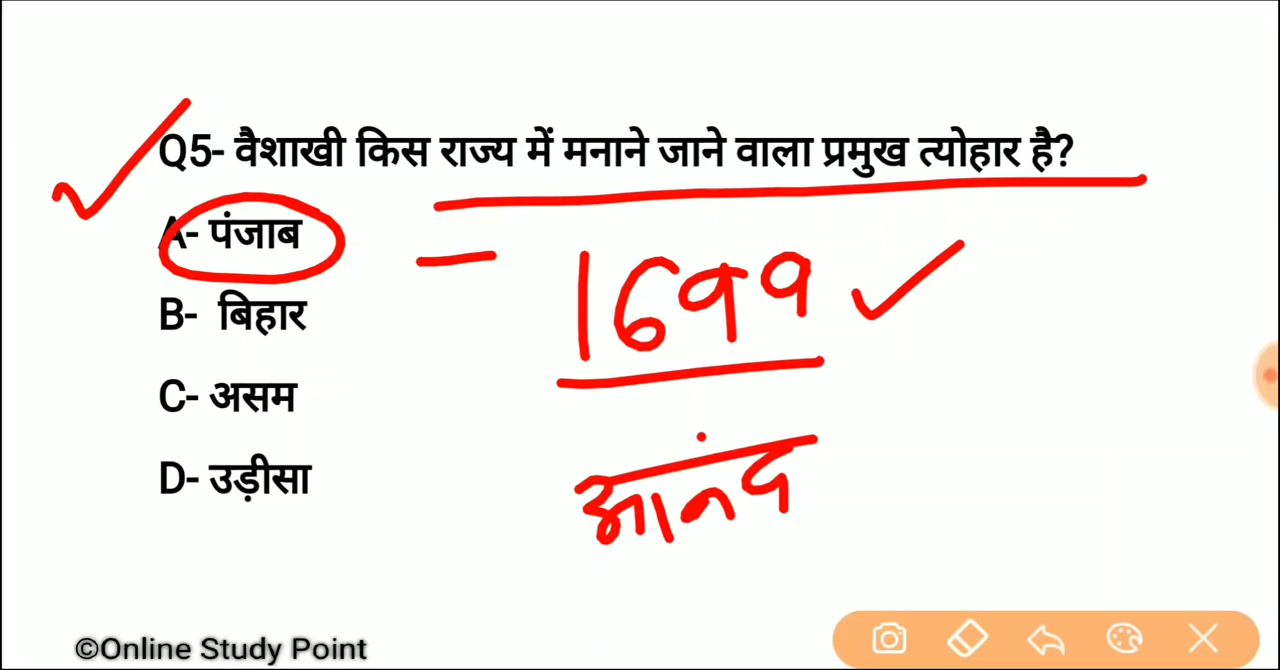 Q5- वैशाखी किस राज्य में मनाने जाने वाला प्रमुख त्योहार है?
A- पंजाब
– 1699
B- बिहार
C- असम
आनंद
D- उड़ीसा
©Online Study Point